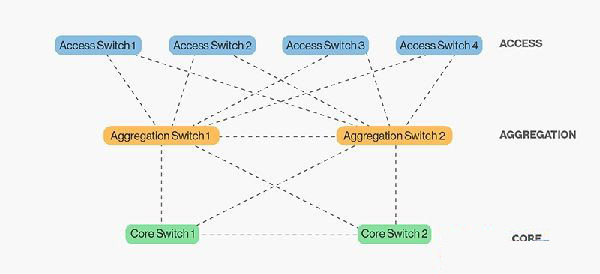 Access Switch 1 Access Switch 2 Access Switch 3 Access Switch 4 ACCESS
Aggregation Switch 1 Aggregation Switch 2 AGGREGATION
Core Switch 1 Core Switch 2 CORE